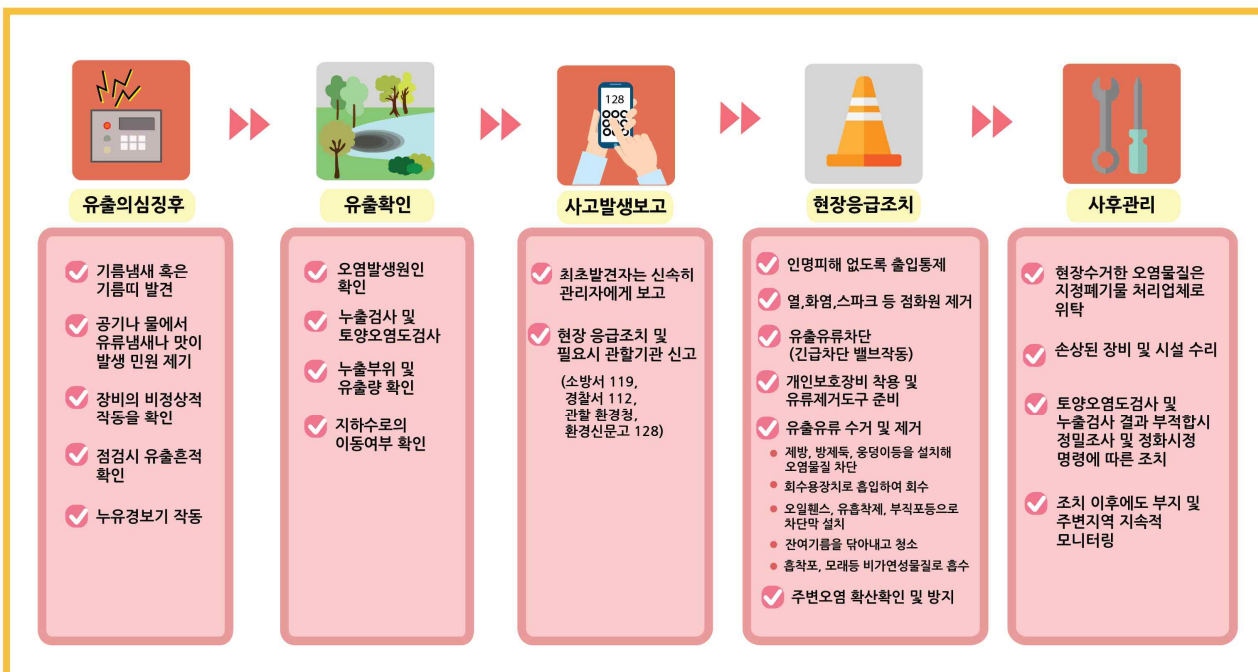 128
유출의심징후
기름냄새 혹은
기름띠 발견
공기나 물에서
유류냄새나 맛이
발생 민원 제기
장비의 비정상적
작동을 확인
점검시 유출흔적
확인
누유경보기 작동
유출확인
오염발생원인
확인
누출검사 및
토양오염도검사
누출부위 및
유출량 확인
지하수로의
이동여부 확인
사고발생보고
최초발견자는 신속히
관리자에게 보고
현장 응급조치 및
필요시 관할기관 신고
(소방서 119,
경찰서 112,
관할 환경청,
환경신문고 128)
현장응급조치
인명피해 없도록 출입통제
열,화염,스파크 등 점화원 제거
유출유류차단
(긴급차단 밸브작동)
개인보호장비 착용 및
유류제거도구 준비
유출유류 수거 및 제거
제방, 방제둑, 웅덩이등을 설치해
오염물질 차단
회수용장치로 흡입하여 회수
오일휀스, 유흡착제, 부직포등으로
차단막 설치
잔여기름을 닦아내고 청소
흡착포, 모래등 비가연성물질로 흡수
주변오염 확산확인 및 방지
사후관리
현장수거한 오염물질은
지정폐기물 처리업체로
위탁
손상된 장비 및 시설 수리
토양오염도검사 및
누출검사 결과 부적합시
정밀조사 및 정화시정
명령에 따른 조치
조치 이후에도 부지 및
주변지역 지속적
모니터링